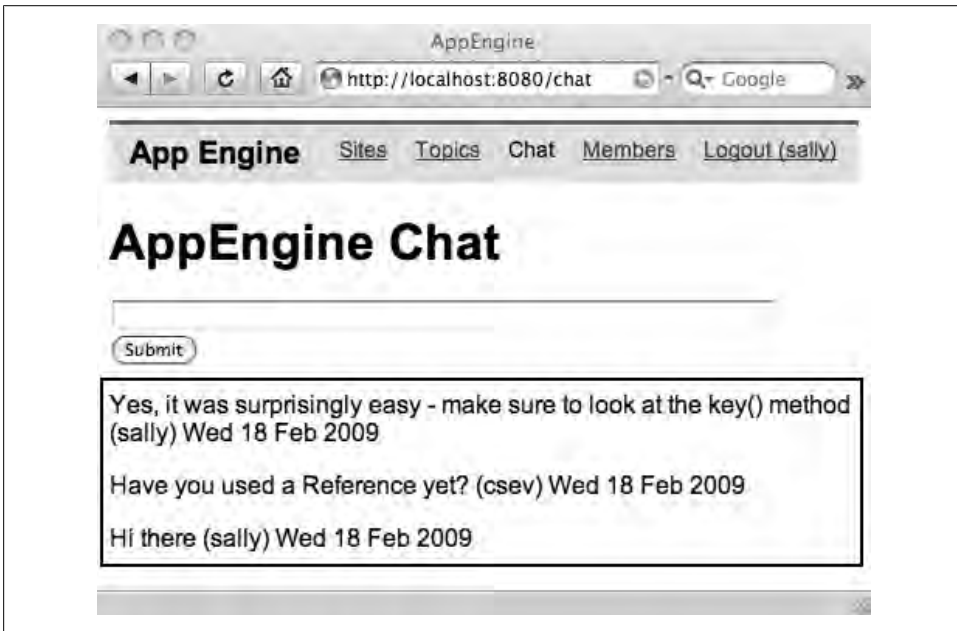 AppEngine
http://localhost:8080/chat
Google
App Engine Sites Topics Chat Members Logout (sally)
AppEngine Chat
Submit
Yes, it was surprisingly easy - make sure to look at the key() method
(sally) Wed 18 Feb 2009
Have you used a Reference yet? (csev) Wed 18 Feb 2009
Hi there (sally) Wed 18 Feb 2009